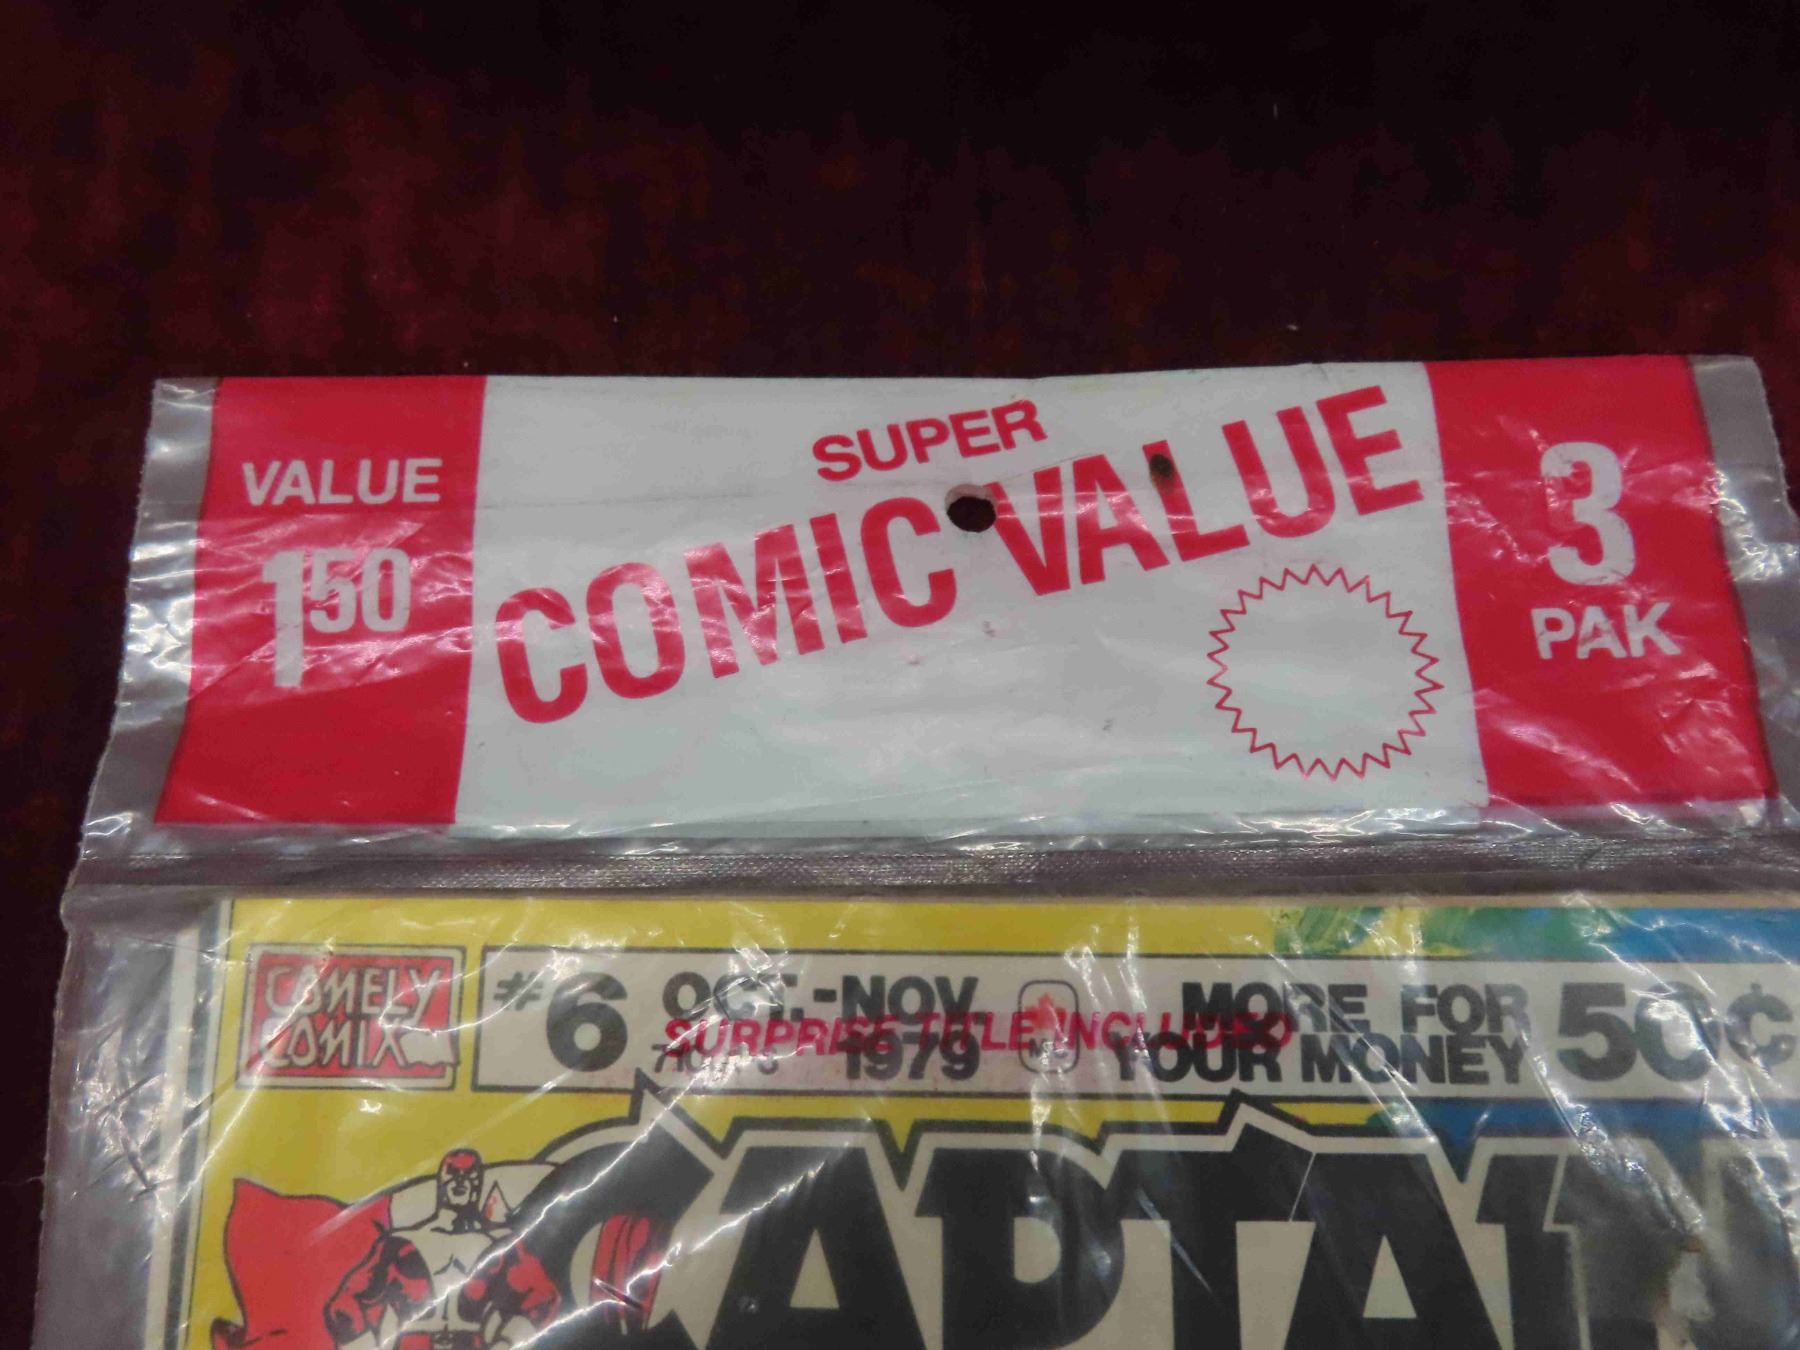 VALUE
1 50
SUPER
COMIC VALUE
3
PAK
COMELY
COMIX
#6
OCT.-NOV.
1979
SURPRISE TITLE INCLUDED
MORE FOR
YOUR MONEY
50¢
CAPTAIN